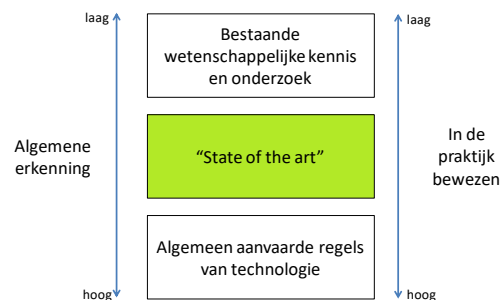 laag
Bestaande
wetenschappelijke kennis
en onderzoek
laag
Algemene
erkenning
“State of the art”
In de
praktijk
bewezen
Algemeen aanvaarde regels
van technologie
hoog
hoog